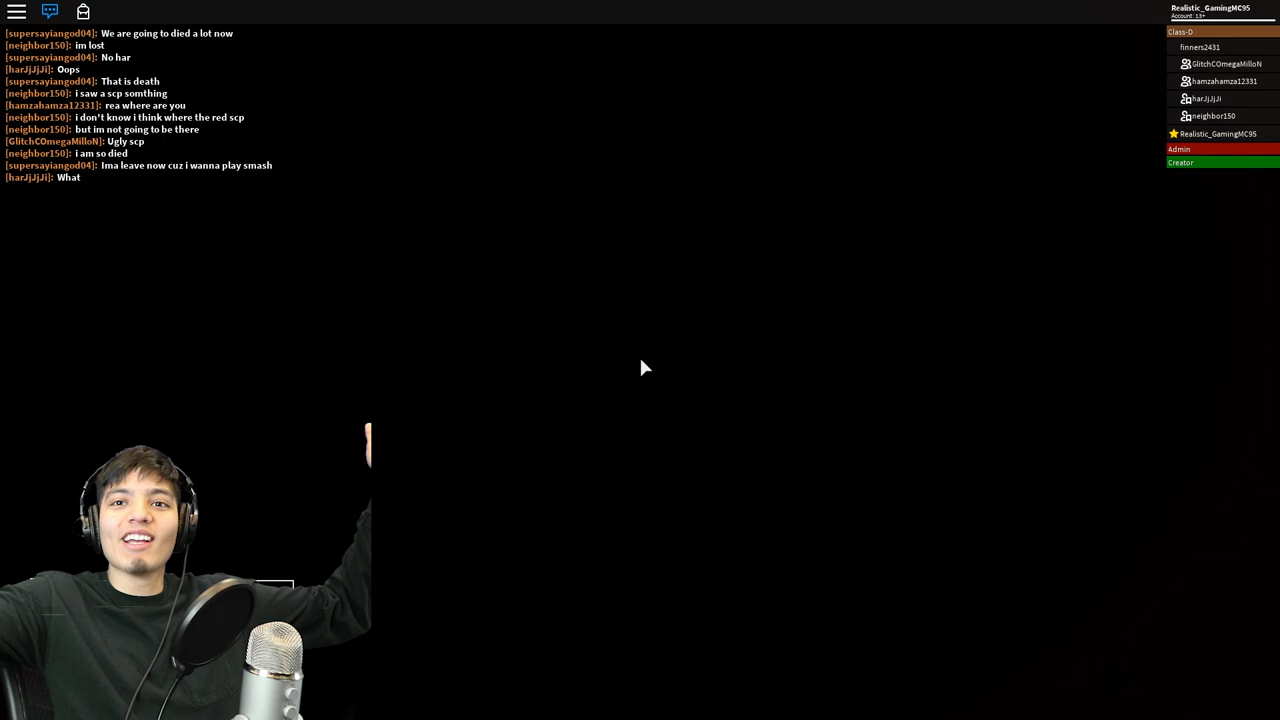 Realistic_GamingMC95
Account: 13+
[supersayiangod04]: We are going to died a lot now
[neighbor150]: im lost
[supersayiangod04]: No har
[harJjJjJi]: Oops
[supersayiangod04]: That is death
[neighbor150]: i saw a scp somthing
[hamzahamza12331]: rea where are you
[neighbor150]: i don't know i think where the red scp
[neighbor150]: but im not going to be there
[GlitchCOmegaMilloN]: Ugly scp
[neighbor150]: i am so died
[supersayiangod04]: Ima leave now cuz i wanna play smash
[harJjJjJi]: What
Class-D
finners2431
GlitchCOmegaMilloN
hamzahamza12331
harJjJjJi
neighbor150
Realistic_GamingMC95
Admin
Creator